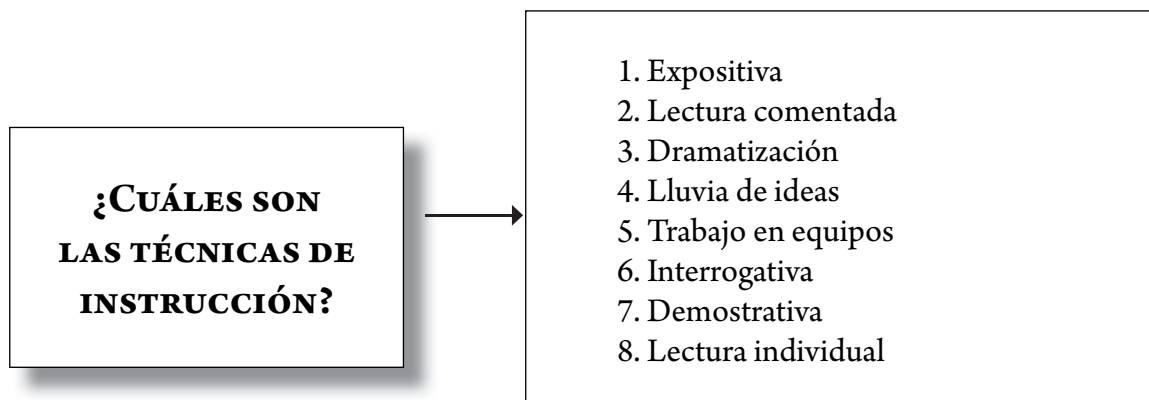 ¿Cuáles son
las técnicas de
instrucción?
1. Expositiva
2. Lectura comentada
3. Dramatización
4. Lluvia de ideas
5. Trabajo en equipos
6. Interrogativa
7. Demostrativa
8. Lectura individual